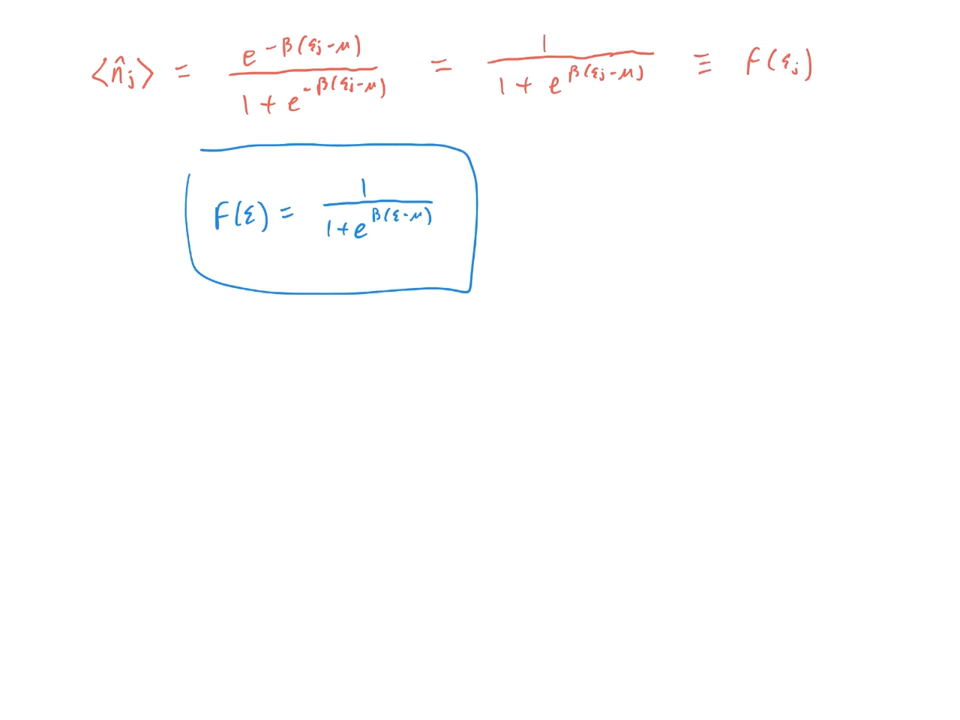 ⟨n̂ⱼ⟩ = e^{-β(εⱼ-μ)} / (1 + e^{-β(εⱼ-μ)}) = 1 / (1 + e^{β(εⱼ-μ)}) ≡ F(εⱼ)
F(ε) = 1 / (1 + e^{β(ε-μ)})